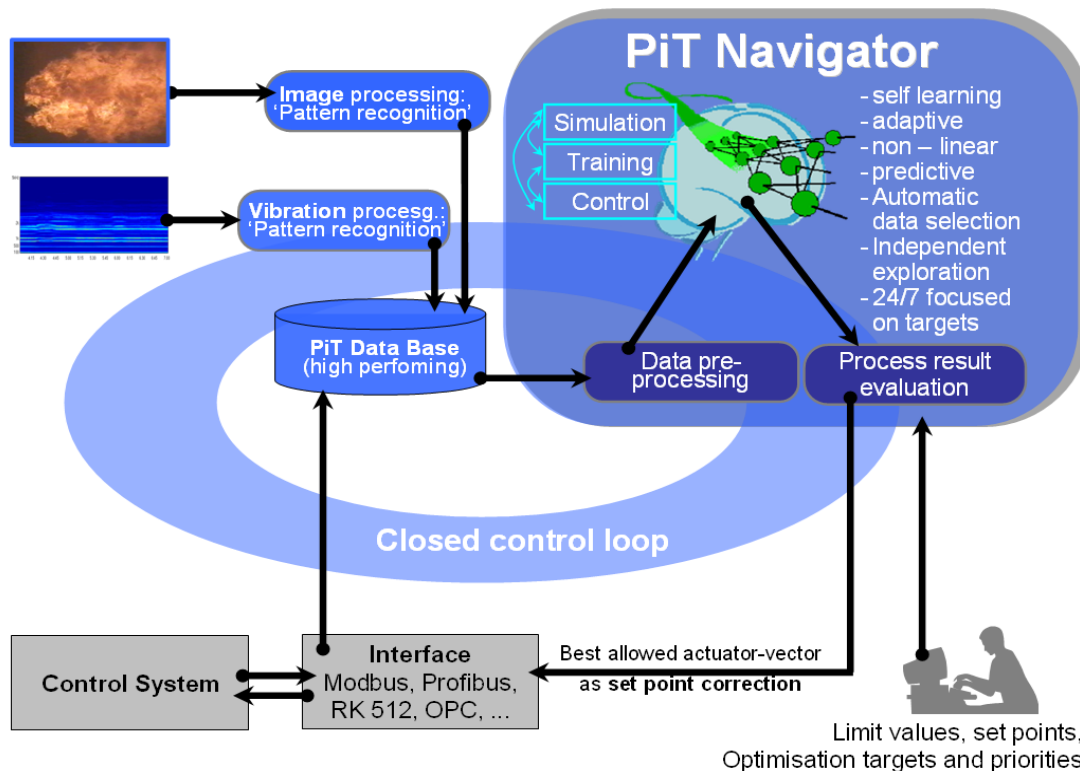 PiT Navigator
Image processing:
'Pattern recognition'
Vibration procesg.:
'Pattern recognition'
Simulation
Training
Control
- self learning
- adaptive
- non – linear
- predictive
- Automatic
data selection
- Independent
exploration
- 24/7 focused
on targets
PiT Data Base
(high perfoming)
Data pre-
processing
Process result
evaluation
Closed control loop
Control System
Interface
Modbus, Profibus,
RK 512, OPC, ...
Best allowed actuator-vector
as set point correction
Limit values, set points,
Optimisation targets and priorities